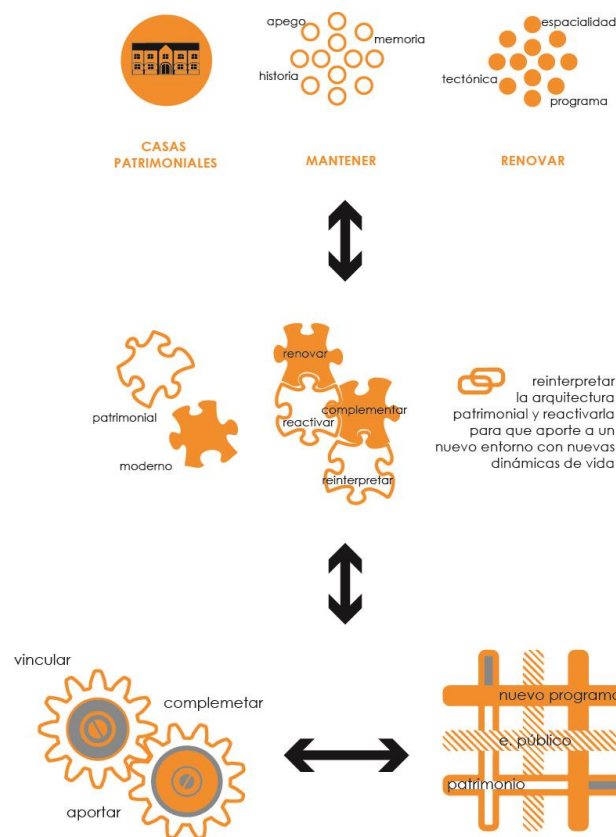 apego
memoria
historia
espacialidad
tectónica
programa
CASAS
PATRIMONIALES
MANTENER
RENOVAR
patrimonial
moderno
renovar
reactivar
complementar
reinterpretar
reinterpretar
la arquitectura
patrimonial y reactivarla
para que aporte a un
nuevo entorno con nuevas
dinámicas de vida
vincular
complemetar
aportar
nuevo programa
e. público
patrimonio